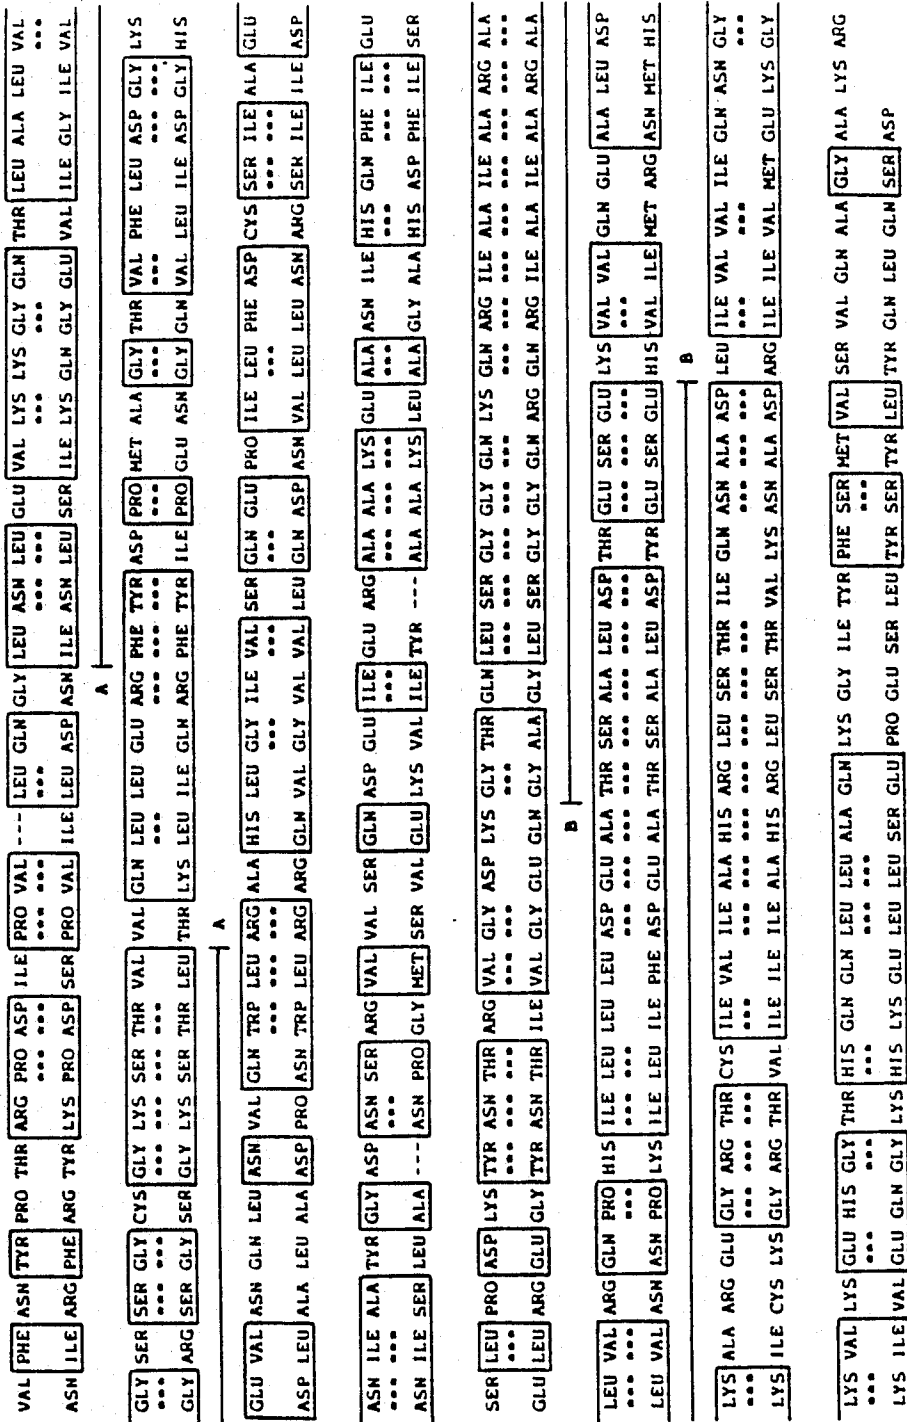 VAL PHE ASN TYR PRO THR ARG PRO ASP ILE PRO VAL --- LEU GLN GLY LEU ASN LEU GLU VAL LYS LYS GLY GLN THR LEU ALA LEU VAL
*** *** *** *** *** *** *** *** *** ***
ASN ILE ARG PHE ARG TYR LYS PRO ASP SER PRO VAL ILE LEU ASP ASN ILE ASN LEU SER ILE LYS GLN GLY GLU VAL ILE GLY ILE VAL
A
GLY SER SER GLY CYS GLY LYS SER THR VAL VAL GLN LEU LEU GLU ARG PHE TYR ASP PRO MET ALA GLY THR VAL PHE LEU ASP GLY LYS
*** *** *** *** *** *** *** *** *** *** *** *** *** *** *** ***
GLY ARG SER GLY SER GLY LYS SER THR LEU THR LYS LEU ILE GLN ARG PHE TYR ILE PRO GLU ASN GLY GLN VAL LEU ILE ASP GLY HIS
A
GLU VAL ASN GLN LEU ASN VAL GLN TRP LEU ARG ALA HIS LEU GLY ILE VAL SER GLN GLU PRO ILE LEU PHE ASP CYS SER ILE ALA GLU
*** *** *** *** *** *** *** *** ***
ASP LEU ALA LEU ALA ASP PRO ASN TRP LEU ARG ARG GLN VAL GLY VAL VAL LEU GLN ASP ASN VAL LEU LEU ASN ARG SER ILE ILE ASP
ASN ILE ALA TYR GLY ASP ASN SER ARG VAL VAL SER GLN ASP GLU ILE GLU ARG ALA ALA LYS GLU ALA ASN ILE HIS GLN PHE ILE GLU
*** *** *** *** *** *** *** *** *** *** ***
ASN ILE SER LEU ALA --- ASN PRO GLY MET SER VAL GLU LYS VAL ILE TYR --- ALA ALA LYS LEU ALA GLY ALA HIS ASP PHE ILE SER
SER LEU PRO ASP LYS TYR ASN THR ARG VAL GLY ASP LYS GLY THR GLN LEU SER GLY GLY GLN LYS GLN ARG ILE ALA ILE ALA ARG ALA
*** *** *** *** *** *** *** *** *** *** *** *** *** *** *** *** *** *** *** ***
GLU LEU ARG GLU GLY TYR ASN THR ILE VAL GLY GLU GLN GLY ALA GLY LEU SER GLY GLY GLN ARG GLN ARG ILE ALA ILE ALA ARG ALA
B
LEU VAL ARG GLN PRO HIS ILE LEU LEU LEU ASP GLU ALA THR SER ALA LEU ASP THR GLU SER GLU LYS VAL VAL GLN GLU ALA LEU ASP
*** *** *** *** *** *** *** *** *** *** *** *** *** *** *** *** ***
LEU VAL ASN ASN PRO LYS ILE LEU ILE PHE ASP GLU ALA THR SER ALA LEU ASP TYR GLU SER GLU HIS VAL ILE MET ARG ASN MET HIS
B
LYS ALA ARG GLU GLY ARG THR CYS ILE VAL ILE ALA HIS ARG LEU SER THR ILE GLN ASN ALA ASP LEU ILE VAL VAL ILE GLN ASN GLY
*** *** *** *** *** *** *** *** *** *** *** *** *** *** *** *** *** ***
LYS ILE CYS LYS GLY ARG THR VAL ILE ILE ILE ALA HIS ARG LEU SER THR VAL LYS ASN ALA ASP ARG ILE ILE VAL MET GLU LYS GLY
LYS VAL LYS GLU HIS GLY THR HIS GLN GLN LEU LEU ALA GLN LYS GLY ILE TYR PHE SER MET VAL SER VAL GLN ALA GLY ALA LYS ARG
*** *** *** *** *** *** ***
LYS ILE VAL GLU GLN GLY LYS HIS LYS GLU LEU LEU SER GLU PRO GLU SER LEU TYR SER TYR LEU TYR GLN LEU GLN SER ASP